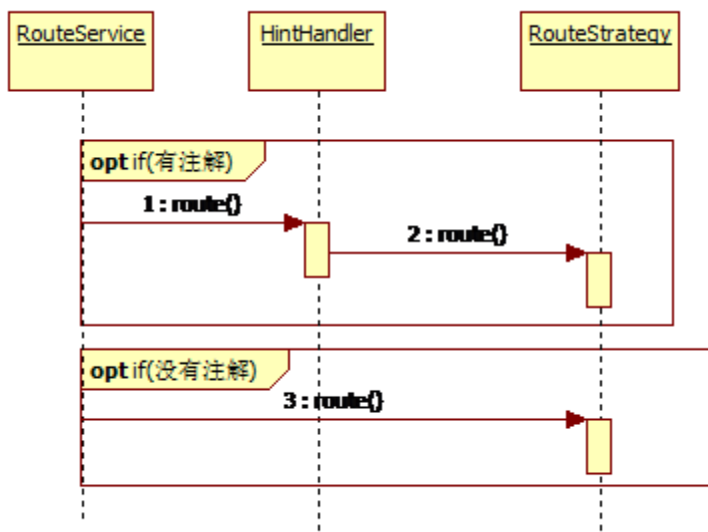 RouteService
HintHandler
RouteStrategy
opt if(有注解)
1 : route()
2 : route()
opt if(没有注解)
3 : route()